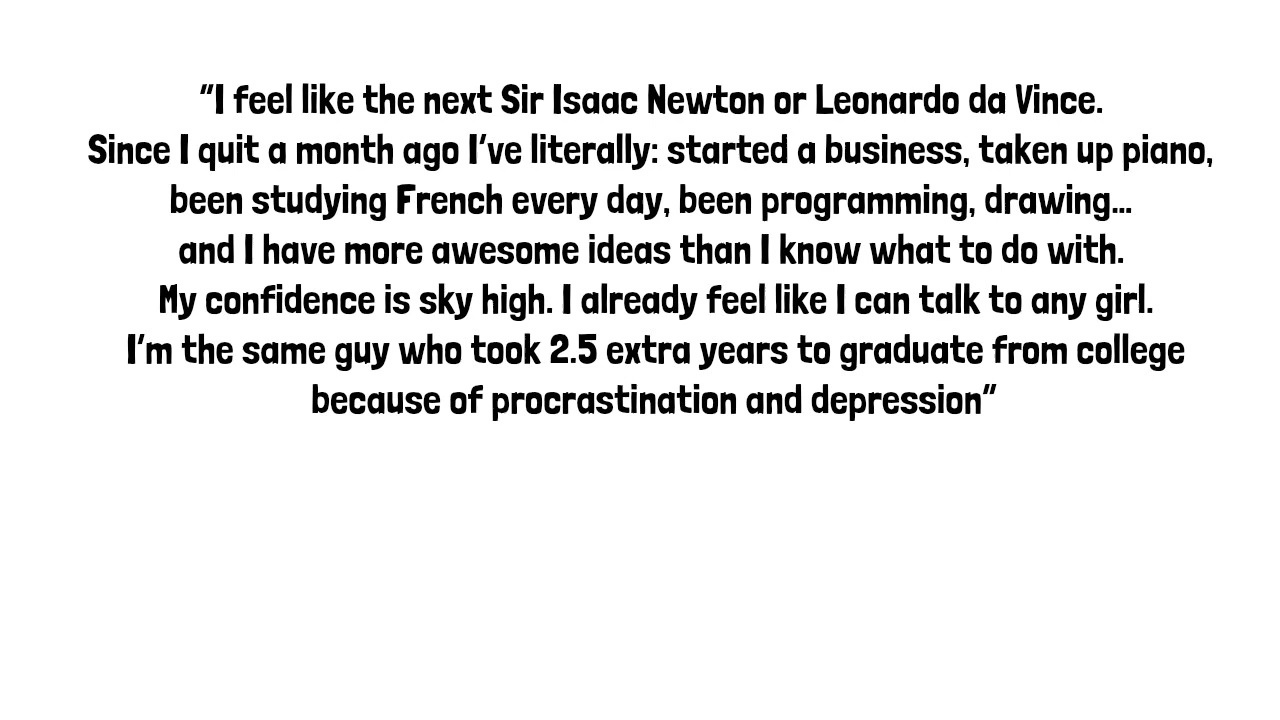 "I feel like the next Sir Isaac Newton or Leonardo da Vince.
Since I quit a month ago I've literally: started a business, taken up piano,
been studying French every day, been programming, drawing...
and I have more awesome ideas than I know what to do with.
My confidence is sky high. I already feel like I can talk to any girl.
I'm the same guy who took 2.5 extra years to graduate from college
because of procrastination and depression"